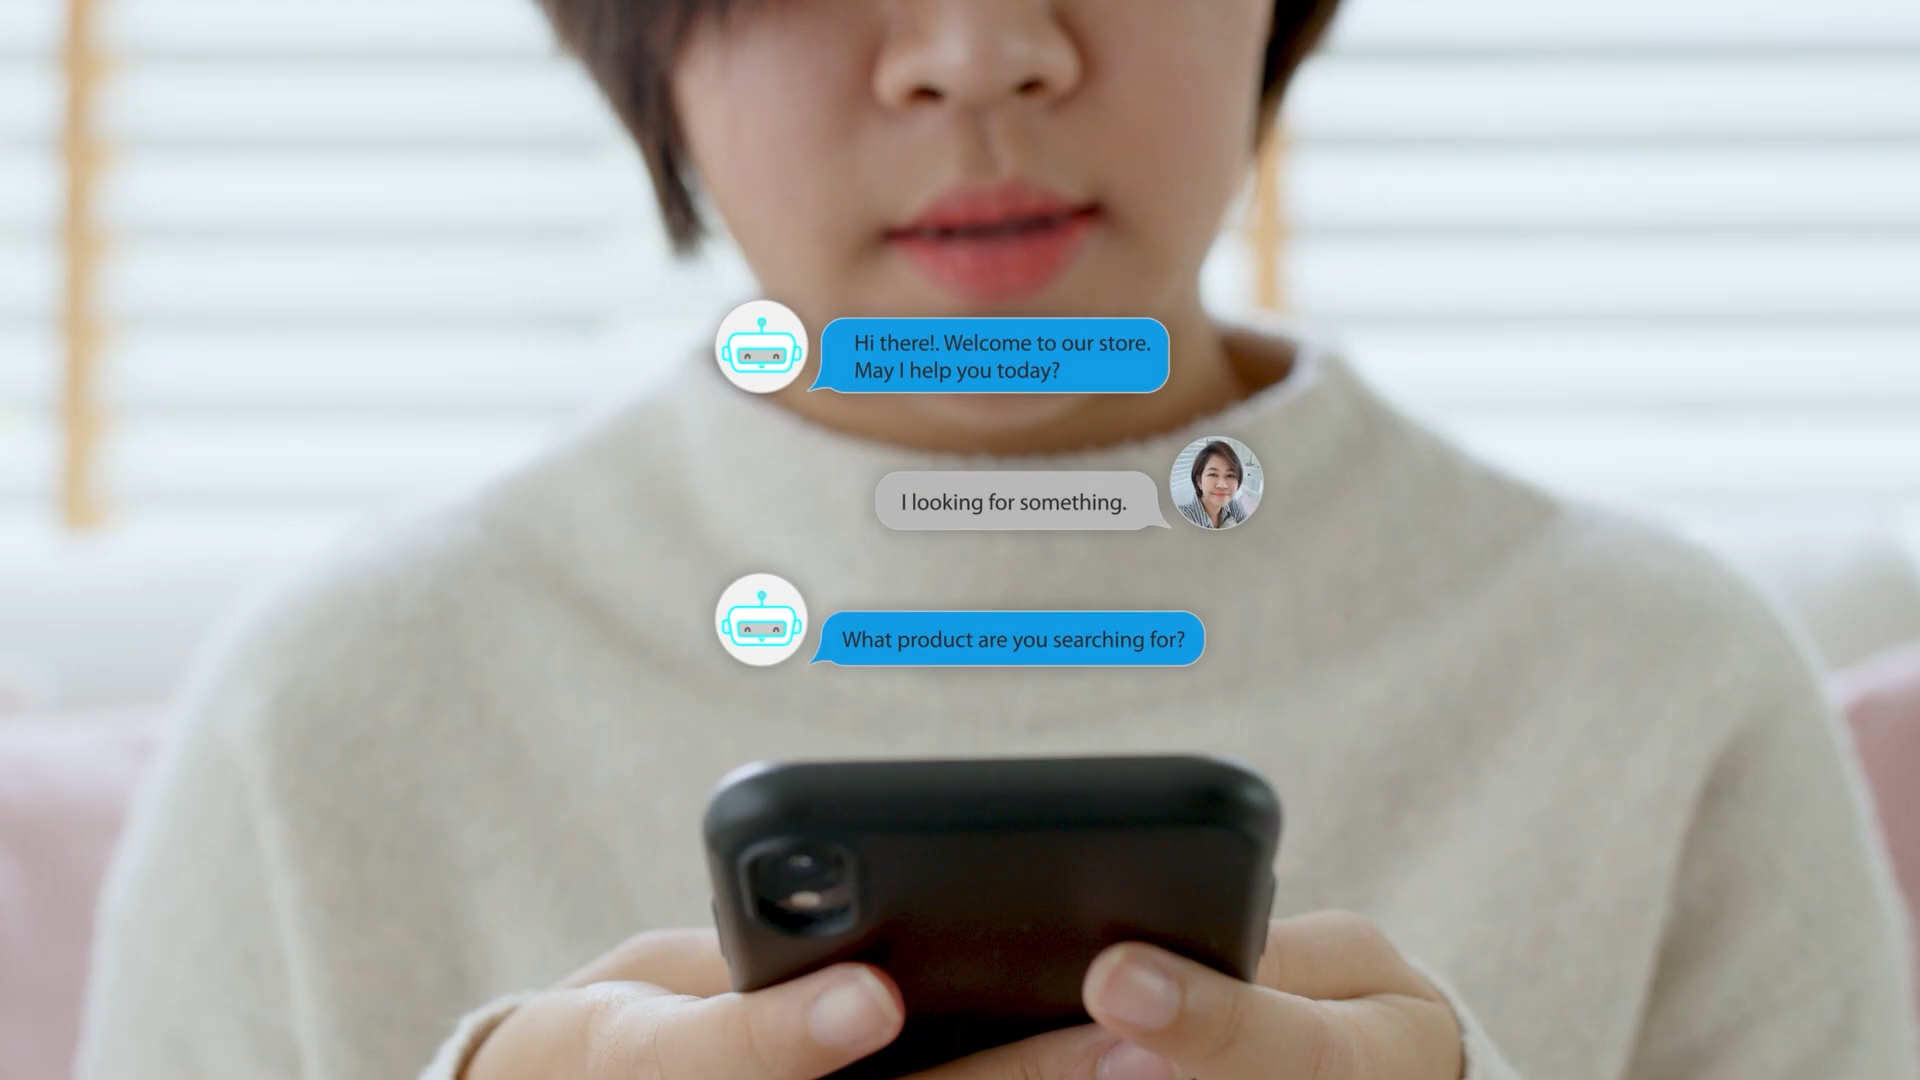 Hi there!. Welcome to our store.
May I help you today?
I looking for something.
What product are you searching for?